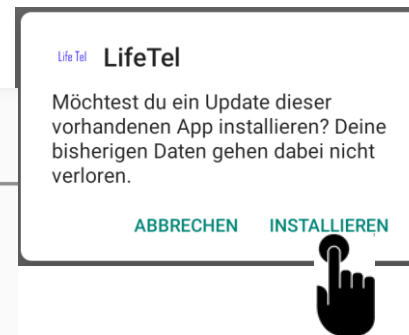 Life Tel LifeTel
Möchtest du ein Update dieser
vorhandenen App installieren? Deine
bisherigen Daten gehen dabei nicht
verloren.
ABBRECHEN INSTALLIEREN